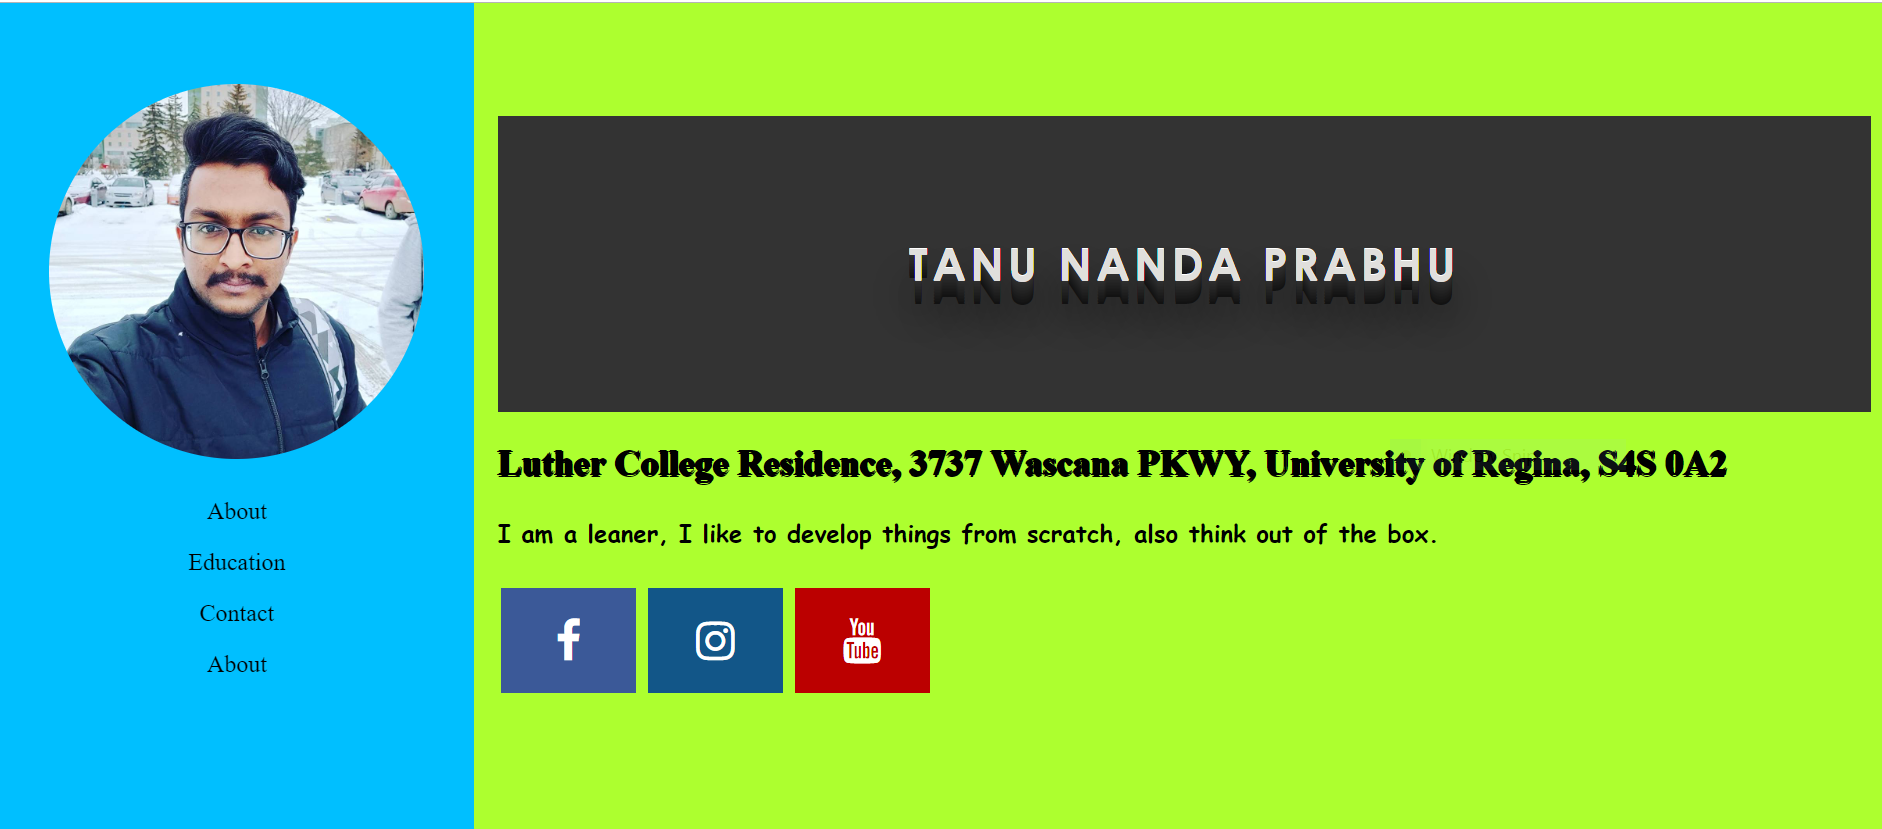 About
Education
Contact
About
TANU NANDA PRABHU
Luther College Residence, 3737 Wascana PKWY, University of Regina, S4S 0A2
I am a leaner, I like to develop things from scratch, also think out of the box.
f
You
Tube